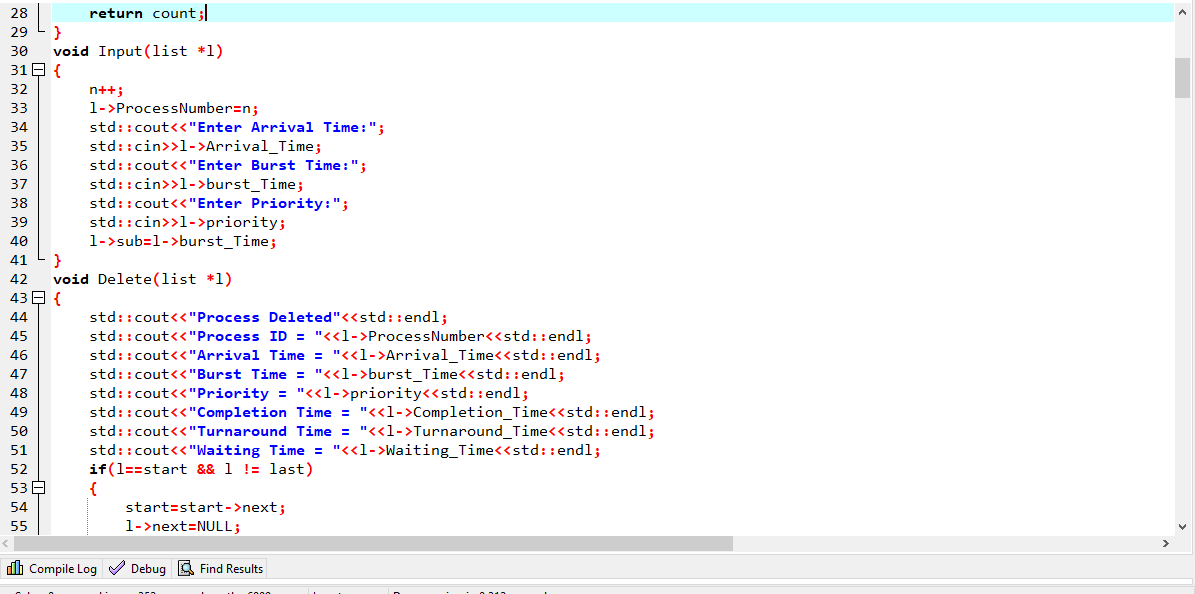 28 return count;
29 }
30 void Input(list *l)
31 {
32 n++;
33 l->ProcessNumber=n;
34 std::cout<<"Enter Arrival Time:";
35 std::cin>>l->Arrival_Time;
36 std::cout<<"Enter Burst Time:";
37 std::cin>>l->burst_Time;
38 std::cout<<"Enter Priority:";
39 std::cin>>l->priority;
40 l->sub=l->burst_Time;
41 }
42 void Delete(list *l)
43 {
44 std::cout<<"Process Deleted"<<std::endl;
45 std::cout<<"Process ID = "<<l->ProcessNumber<<std::endl;
46 std::cout<<"Arrival Time = "<<l->Arrival_Time<<std::endl;
47 std::cout<<"Burst Time = "<<l->burst_Time<<std::endl;
48 std::cout<<"Priority = "<<l->priority<<std::endl;
49 std::cout<<"Completion Time = "<<l->Completion_Time<<std::endl;
50 std::cout<<"Turnaround Time = "<<l->Turnaround_Time<<std::endl;
51 std::cout<<"Waiting Time = "<<l->Waiting_Time<<std::endl;
52 if(l==start && l != last)
53 {
54 start=start->next;
55 l->next=NULL;
Compile Log Debug Find Results